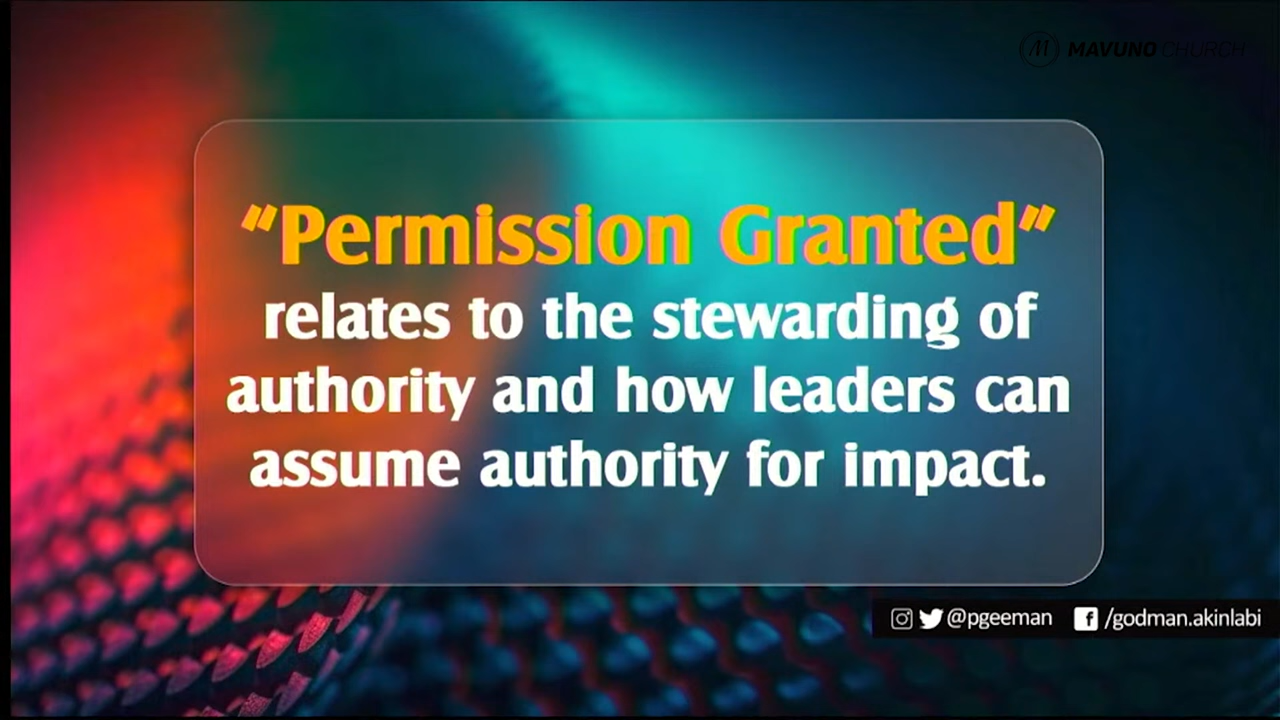 MAVUNO CHURCH
“Permission Granted”
relates to the stewarding of
authority and how leaders can
assume authority for impact.
@pgeeman /godman.akinlabi